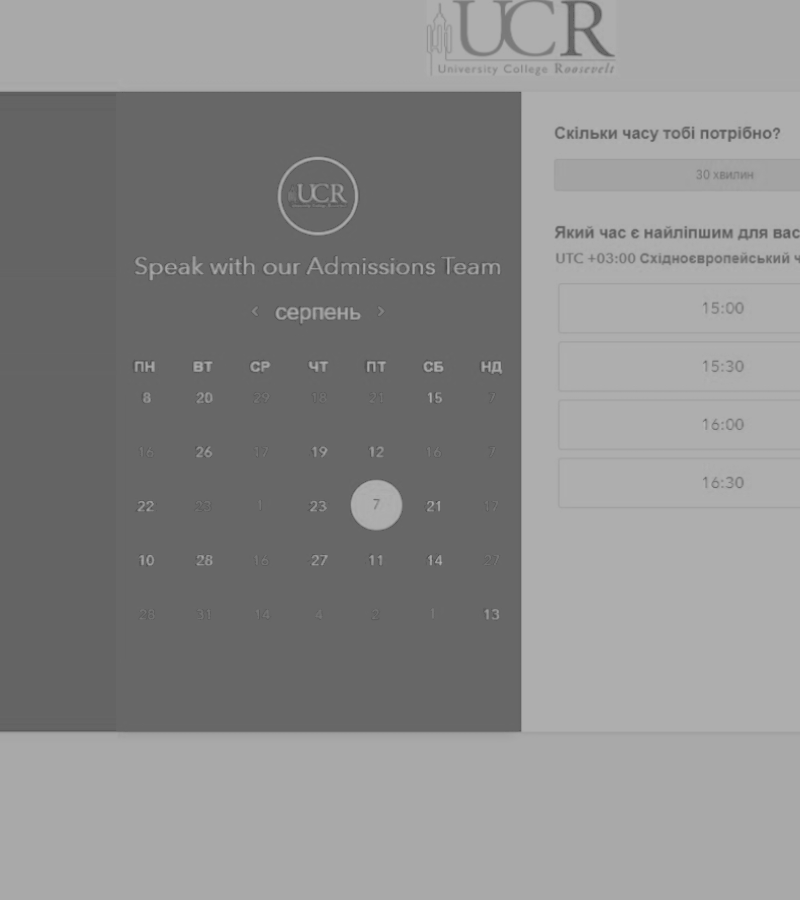 UCR
University College Roosevelt
UCR
Speak with our Admissions Team
‹ серпень ›
ПН ВТ СР ЧТ ПТ СБ НД
8 20 29 18 21 15 7
16 26 17 19 12 16 7
22 22 1 23 7 21 12
10 28 16 27 11 14 27
28 31 14 4 2 1 13
Скільки часу тобі потрібно?
30 хвилин
Який час є найліпшим для вас
UTC +03:00 Східноєвропейський ч
15:00
15:30
16:00
16:30